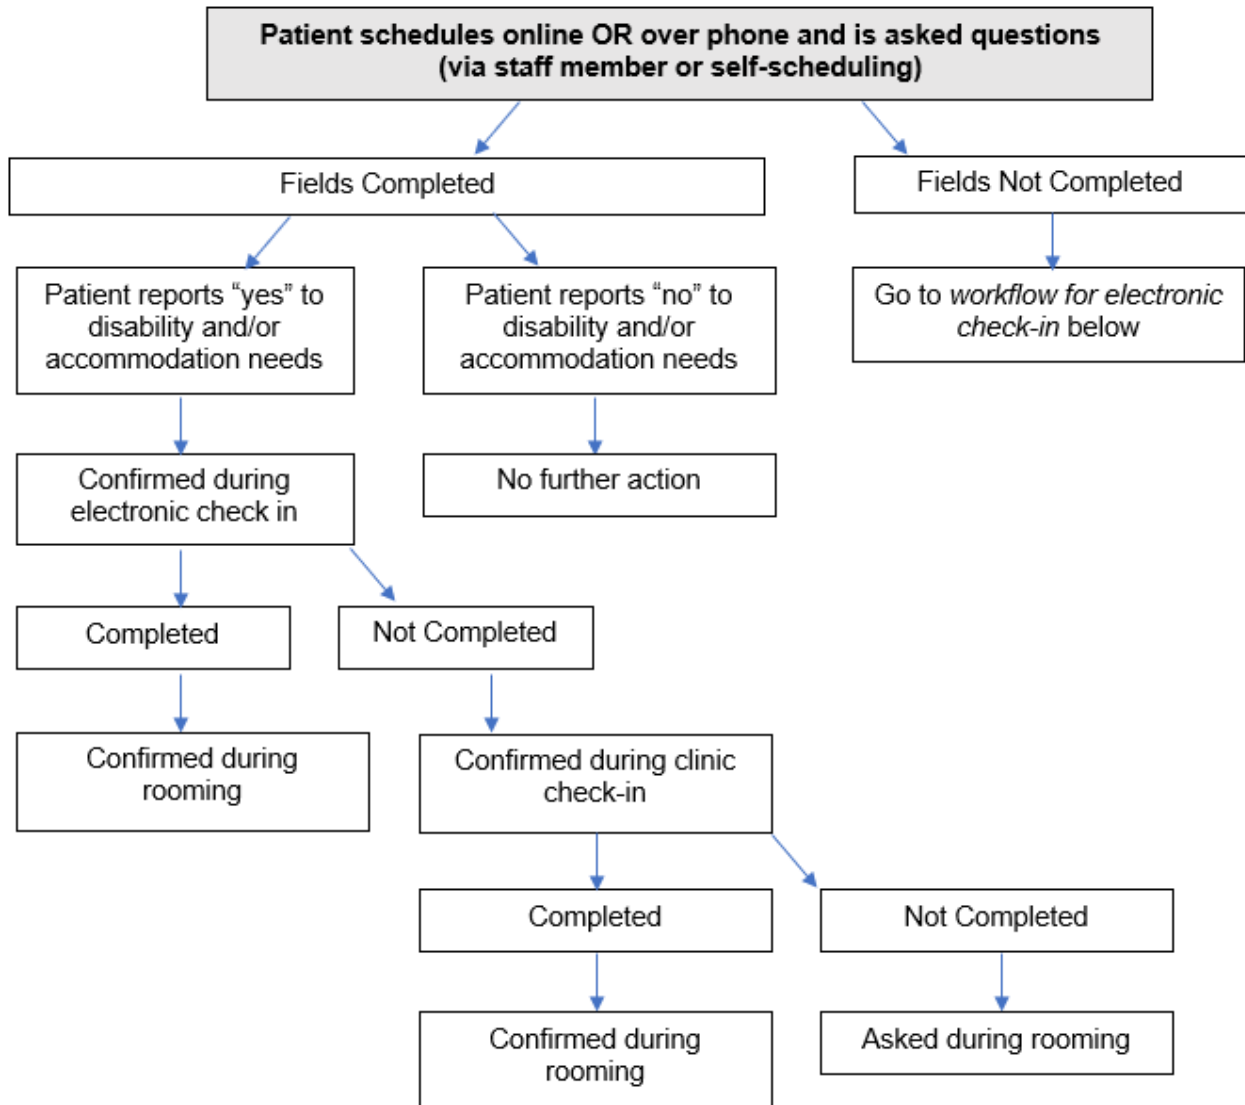 Patient schedules online OR over phone and is asked questions
(via staff member or self-scheduling)
Fields Completed
Fields Not Completed
Patient reports “yes” to
disability and/or
accommodation needs
Patient reports “no” to
disability and/or
accommodation needs
Go to workflow for electronic
check-in below
Confirmed during
electronic check in
No further action
Completed
Not Completed
Confirmed during
rooming
Confirmed during clinic
check-in
Completed
Not Completed
Confirmed during
rooming
Asked during rooming